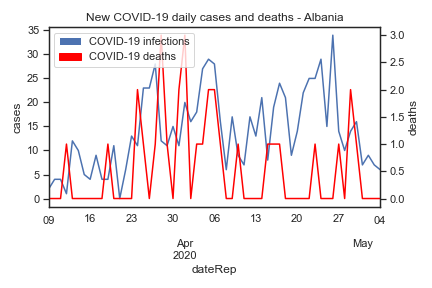 New COVID-19 daily cases and deaths - Albania
COVID-19 infections
COVID-19 deaths
cases
35
30
25
20
15
10
5
0
deaths
3.0
2.5
2.0
1.5
1.0
0.5
0.0
09 16 23 30 06 13 20 27 04
Apr May
2020
dateRep